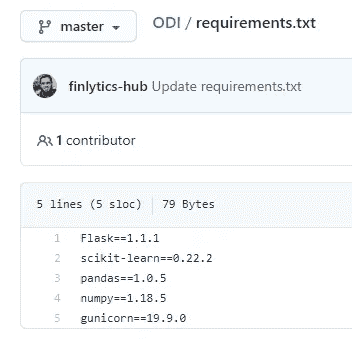 master ODI / requirements.txt
finlytics-hub Update requirements.txt
1 contributor
5 lines (5 sloc) 79 Bytes
1 Flask==1.1.1
2 scikit-learn==0.22.2
3 pandas==1.0.5
4 numpy==1.18.5
5 gunicorn==19.9.0